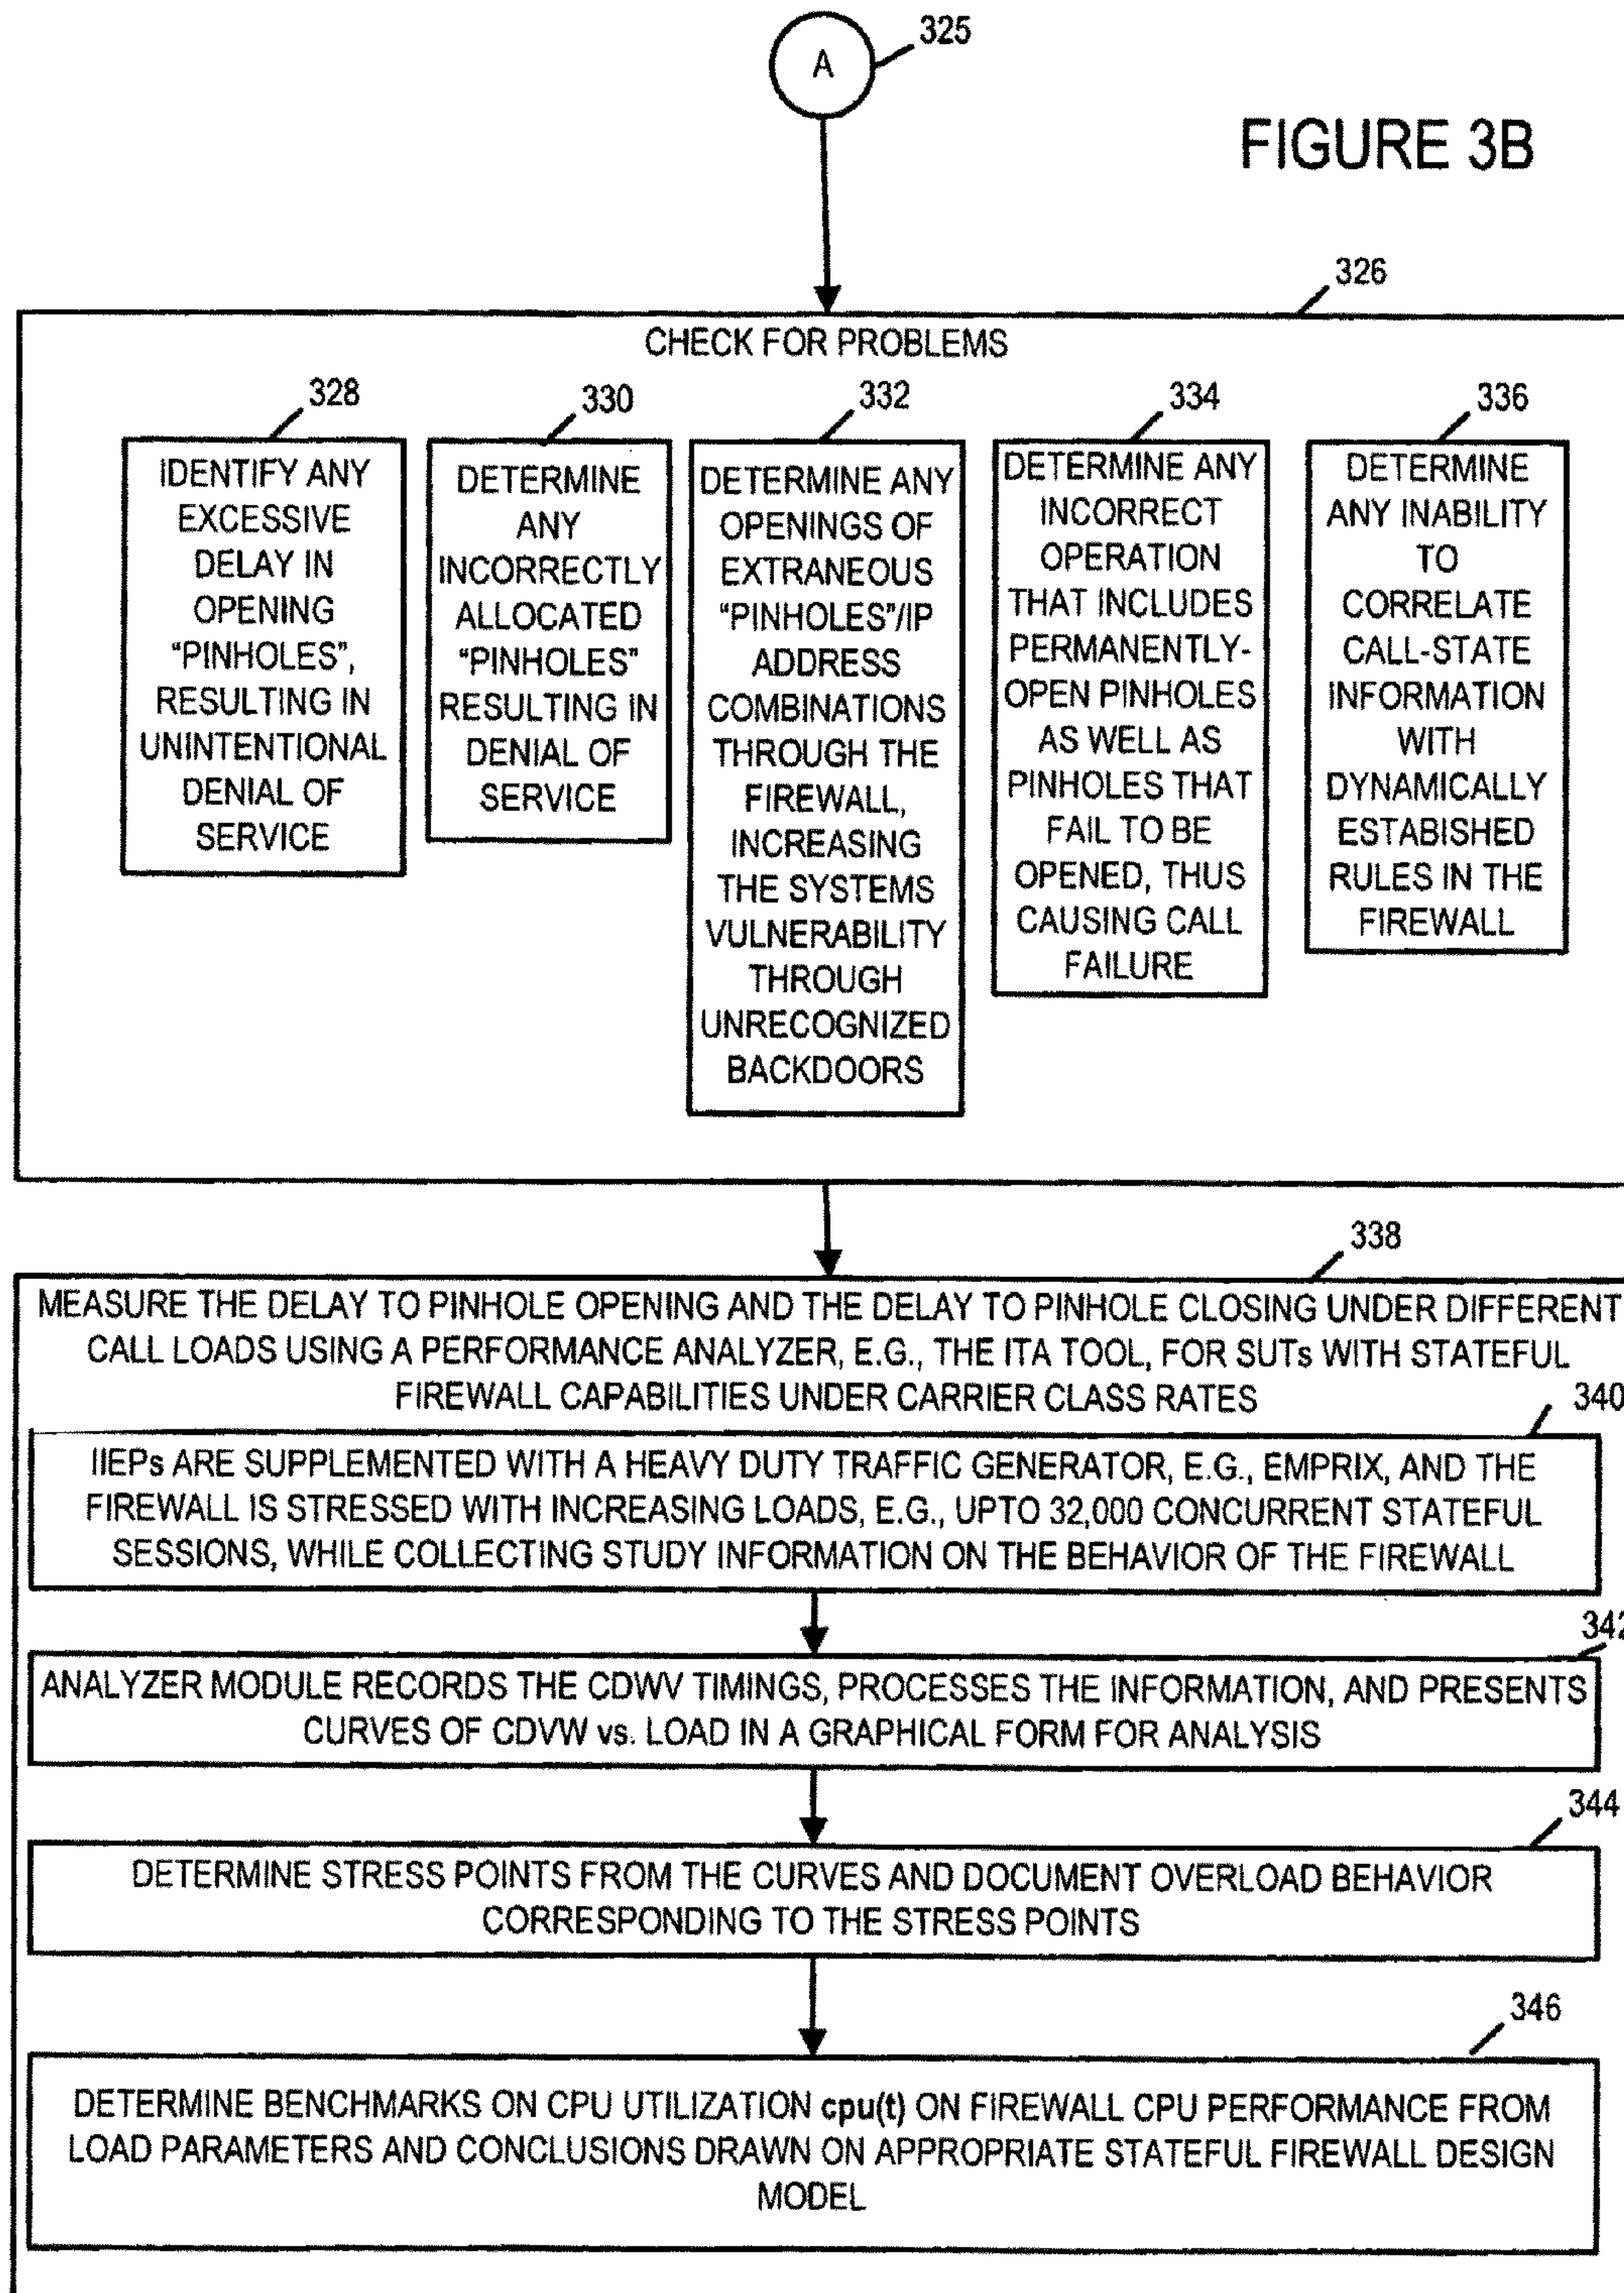 A
325
FIGURE 3B
326
CHECK FOR PROBLEMS
328
IDENTIFY ANY
EXCESSIVE
DELAY IN
OPENING
"PINHOLES",
RESULTING IN
UNINTENTIONAL
DENIAL OF
SERVICE
330
DETERMINE
ANY
INCORRECTLY
ALLOCATED
"PINHOLES"
RESULTING IN
DENIAL OF
SERVICE
332
DETERMINE ANY
OPENINGS OF
EXTRANEOUS
"PINHOLES"/IP
ADDRESS
COMBINATIONS
THROUGH THE
FIREWALL,
INCREASING
THE SYSTEMS
VULNERABILITY
THROUGH
UNRECOGNIZED
BACKDOORS
334
DETERMINE ANY
INCORRECT
OPERATION
THAT INCLUDES
PERMANENTLY-
OPEN PINHOLES
AS WELL AS
PINHOLES THAT
FAIL TO BE
OPENED, THUS
CAUSING CALL
FAILURE
336
DETERMINE
ANY INABILITY
TO
CORRELATE
CALL-STATE
INFORMATION
WITH
DYNAMICALLY
ESTABISHED
RULES IN THE
FIREWALL
338
MEASURE THE DELAY TO PINHOLE OPENING AND THE DELAY TO PINHOLE CLOSING UNDER DIFFERENT
CALL LOADS USING A PERFORMANCE ANALYZER, E.G., THE ITA TOOL, FOR SUTs WITH STATEFUL
FIREWALL CAPABILITIES UNDER CARRIER CLASS RATES
340
IIEPs ARE SUPPLEMENTED WITH A HEAVY DUTY TRAFFIC GENERATOR, E.G., EMPRIX, AND THE
FIREWALL IS STRESSED WITH INCREASING LOADS, E.G., UPTO 32,000 CONCURRENT STATEFUL
SESSIONS, WHILE COLLECTING STUDY INFORMATION ON THE BEHAVIOR OF THE FIREWALL
342
ANALYZER MODULE RECORDS THE CDWV TIMINGS, PROCESSES THE INFORMATION, AND PRESENTS
CURVES OF CDVW vs. LOAD IN A GRAPHICAL FORM FOR ANALYSIS
344
DETERMINE STRESS POINTS FROM THE CURVES AND DOCUMENT OVERLOAD BEHAVIOR
CORRESPONDING TO THE STRESS POINTS
346
DETERMINE BENCHMARKS ON CPU UTILIZATION cpu(t) ON FIREWALL CPU PERFORMANCE FROM
LOAD PARAMETERS AND CONCLUSIONS DRAWN ON APPROPRIATE STATEFUL FIREWALL DESIGN
MODEL